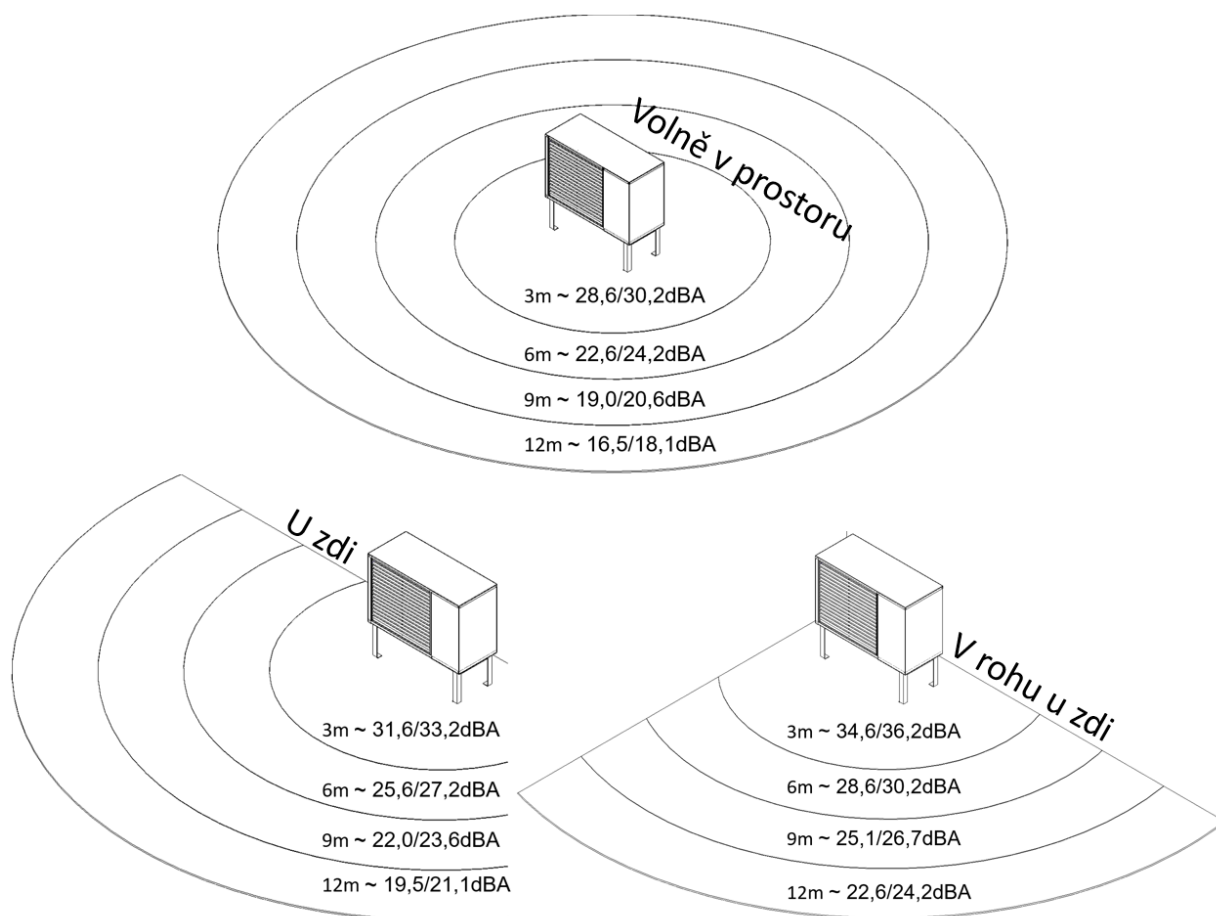 Volně v prostoru
3m ~ 28,6/30,2dBA
6m ~ 22,6/24,2dBA
9m ~ 19,0/20,6dBA
12m ~ 16,5/18,1dBA
U zdi
3m ~ 31,6/33,2dBA
6m ~ 25,6/27,2dBA
9m ~ 22,0/23,6dBA
12m ~ 19,5/21,1dBA
V rohu u zdi
3m ~ 34,6/36,2dBA
6m ~ 28,6/30,2dBA
9m ~ 25,1/26,7dBA
12m ~ 22,6/24,2dBA